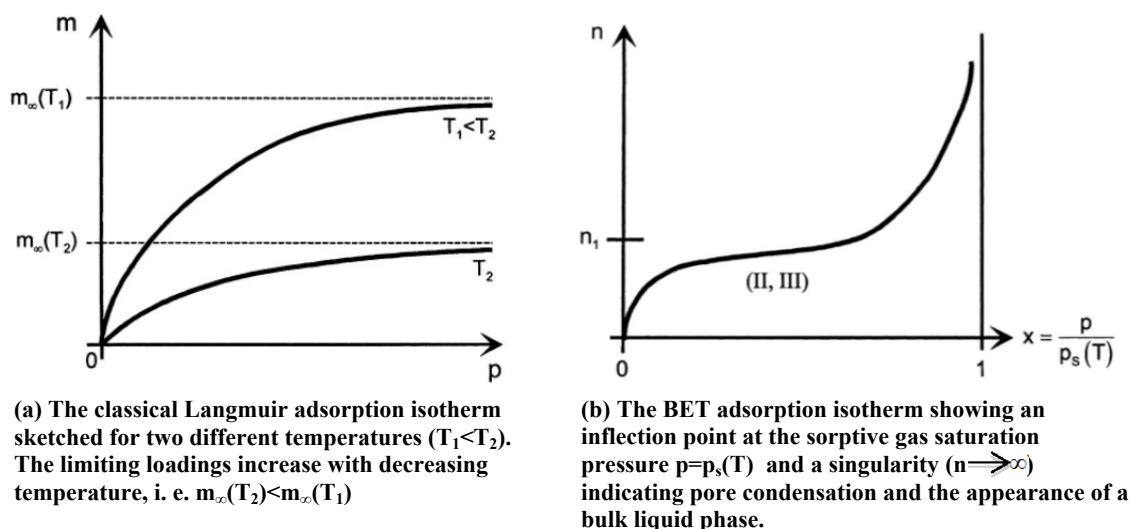 m
m∞(T₁)
T₁<T₂
m∞(T₂)
T₂
0
p
n
n₁
(II, III)
0
1
x = p / pₛ(T)
(a) The classical Langmuir adsorption isotherm
sketched for two different temperatures (T₁<T₂).
The limiting loadings increase with decreasing
temperature, i. e. m∞(T₂)<m∞(T₁)
(b) The BET adsorption isotherm showing an
inflection point at the sorptive gas saturation
pressure p=pₛ(T) and a singularity (n→∞)
indicating pore condensation and the appearance of a
bulk liquid phase.